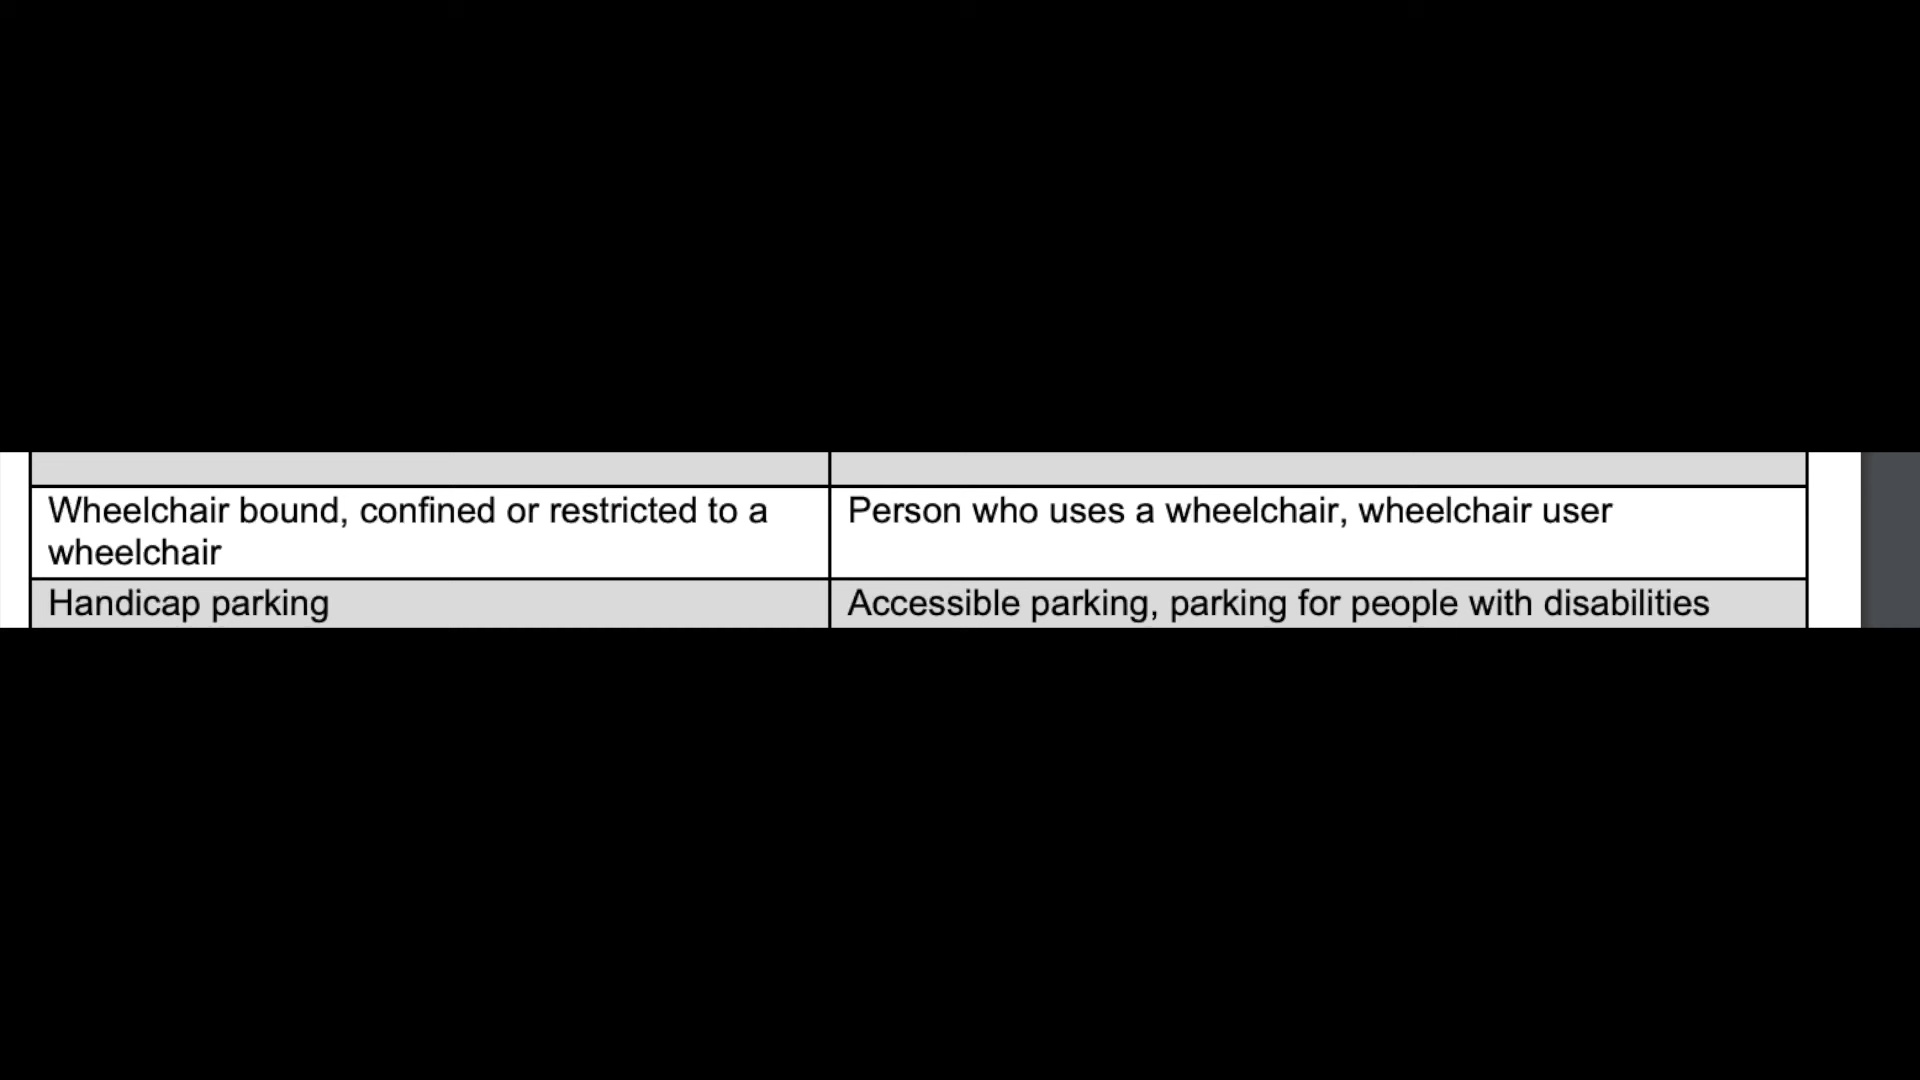 Wheelchair bound, confined or restricted to a
wheelchair
Person who uses a wheelchair, wheelchair user
Handicap parking
Accessible parking, parking for people with disabilities